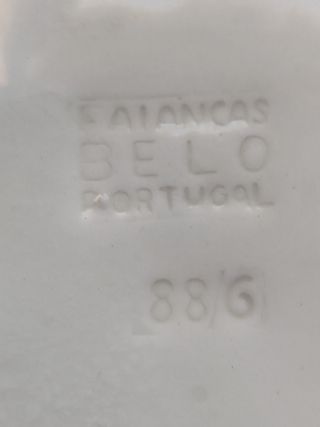 FAIANCAS
BELO
PORTUGAL
88/6